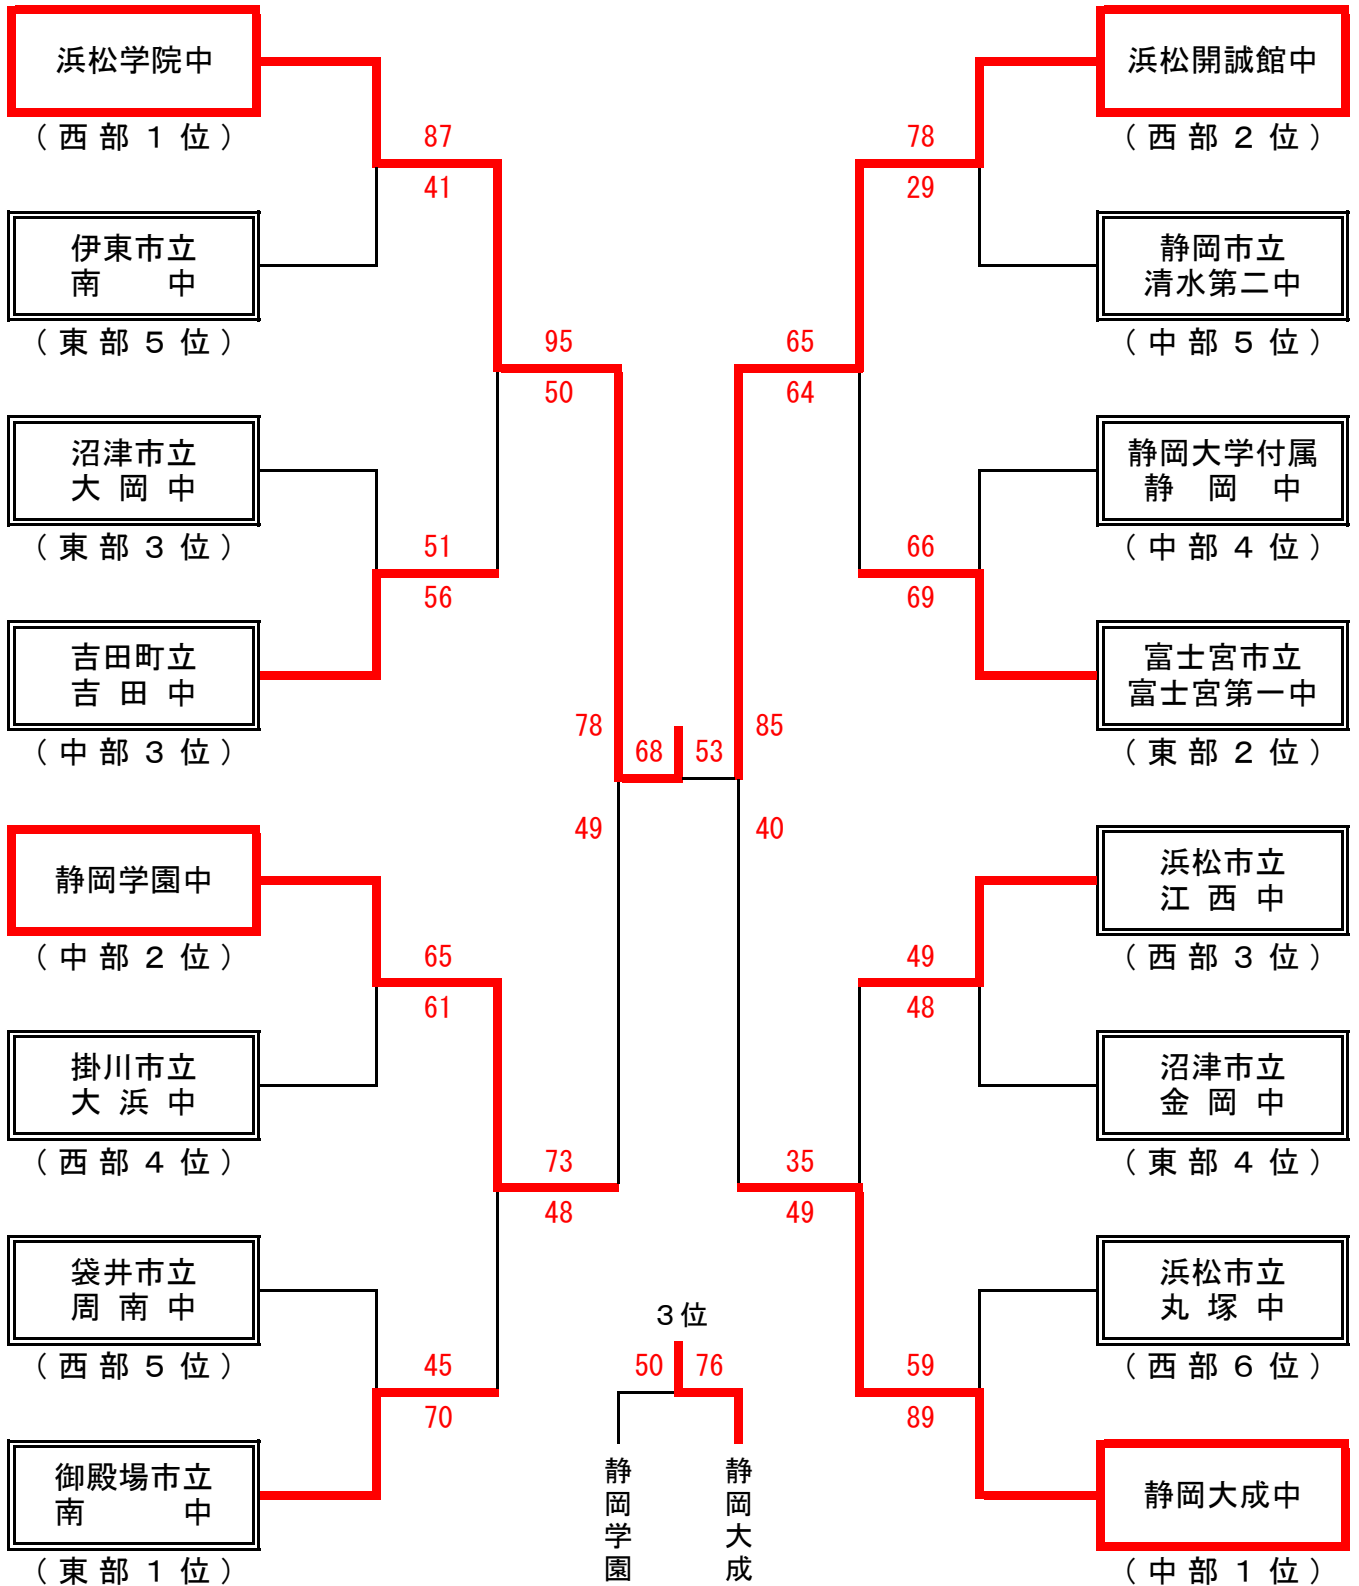 浜松学院中
（西部１位）
87
41
伊東市立
南　　中
（東部５位）
95
50
沼津市立
大岡中
（東部３位）
51
56
吉田町立
吉田中
（中部３位）
78
49
静岡学園中
（中部２位）
65
61
掛川市立
大浜中
（西部４位）
73
48
袋井市立
周南中
（西部５位）
45
70
御殿場市立
南　　中
（東部１位）
68 53
３位
50 76
静岡学園
静岡大成
浜松開誠館中
（西部２位）
78
29
静岡市立
清水第二中
（中部５位）
65
64
静岡大学付属
静岡中
（中部４位）
66
69
富士宮市立
富士宮第一中
（東部２位）
85
40
浜松市立
江西中
（西部３位）
49
48
沼津市立
金岡中
（東部４位）
35
49
浜松市立
丸塚中
（西部６位）
59
89
静岡大成中
（中部１位）